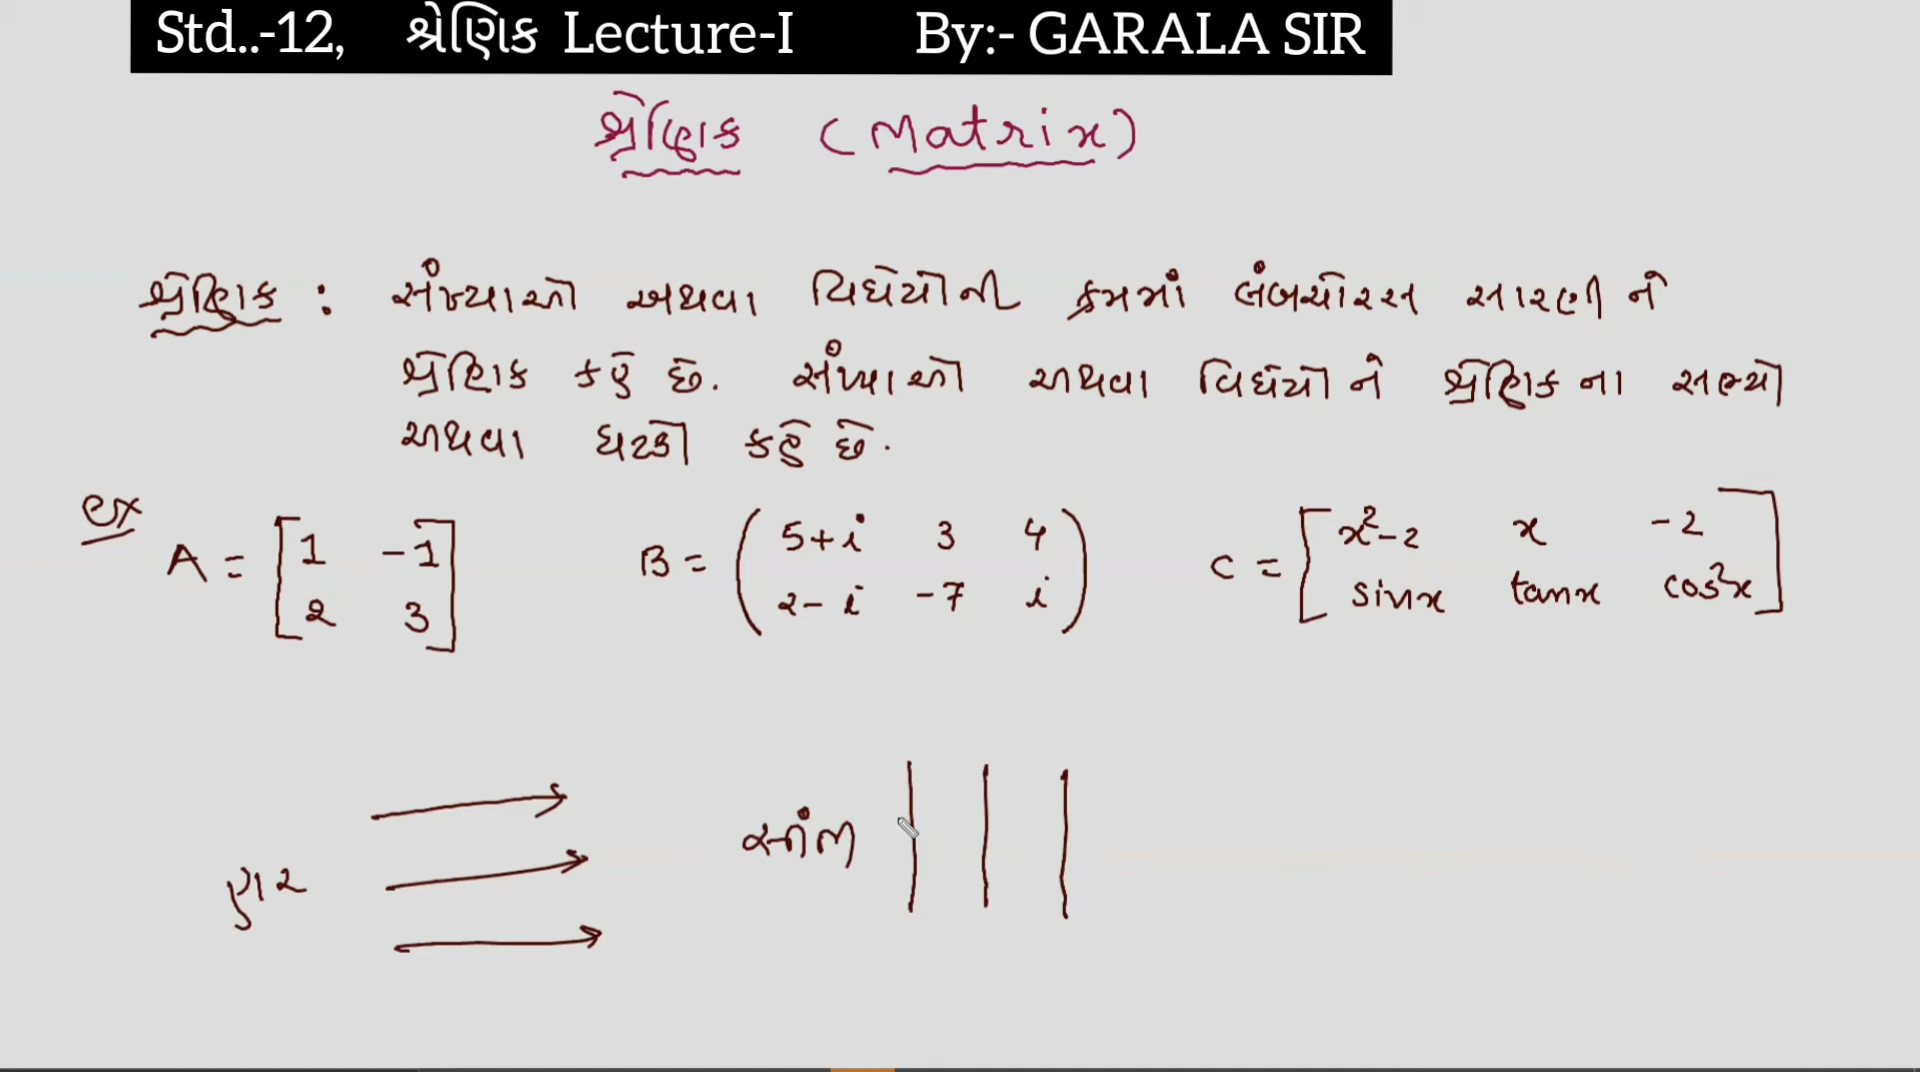 Std..-12, શ્રેણિક Lecture-I By:- GARALA SIR
શ્રેણિક (Matrix)
શ્રેણિક : સંખ્યાઓ અથવા વિધેયોની ક્રમમાં લંબચોરસ સારણી ને
શ્રેણિક કહે છે. સંખ્યાઓ અથવા વિધેયો ને શ્રેણિક ના સભ્યો
અથવા ઘટકો કહે છે.
ex
A = [1 -1
2 3]
B = (5+i 3 4
2-i -7 i)
C = [x²-2 x -2
sinx tanx cos²x]
હાર
સ્તંભ